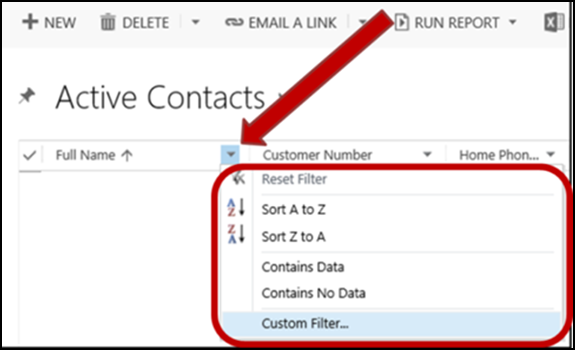 NEW DELETE EMAIL A LINK RUN REPORT
Active Contacts
Full Name Customer Number Home Phon...
Reset Filter
A Z Sort A to Z
Z A Sort Z to A
Contains Data
Contains No Data
Custom Filter...